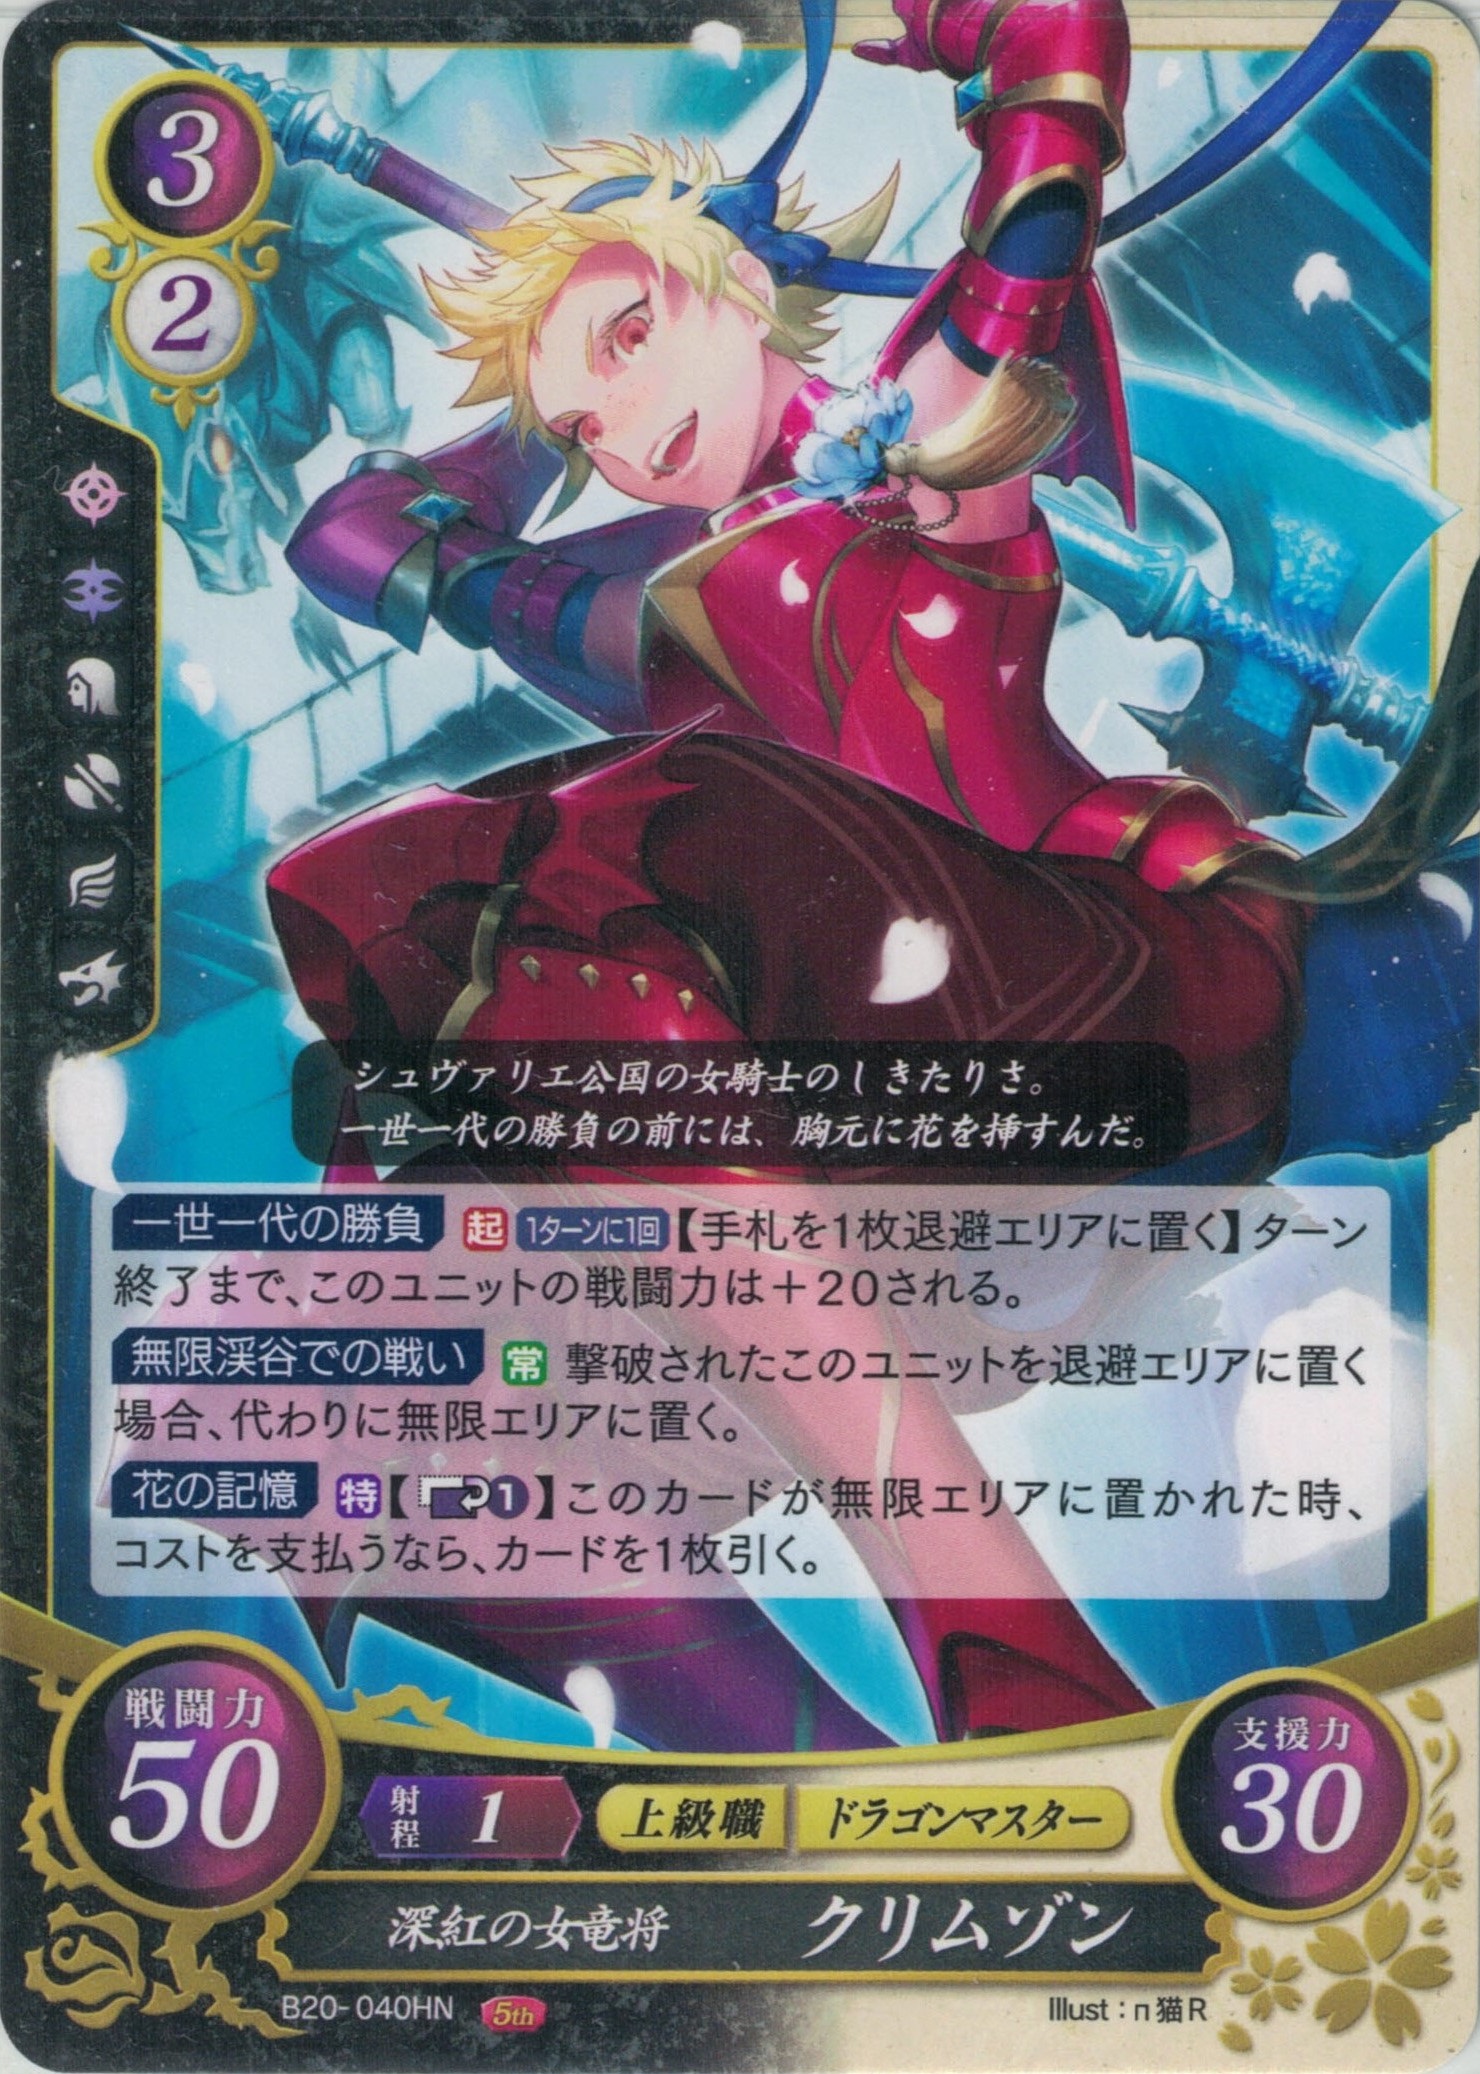 3
2
シュヴァリエ公国の女騎士のしきたりさ。
一世一代の勝負の前には、胸元に花を挿すんだ。
一世一代の勝負 起 1ターンに1回【手札を1枚退避エリアに置く】ターン
終了まで、このユニットの戦闘力は＋20される。
無限渓谷での戦い 常 撃破されたこのユニットを退避エリアに置く
場合、代わりに無限エリアに置く。
花の記憶 特【1】このカードが無限エリアに置かれた時、
コストを支払うなら、カードを1枚引く。
戦闘力
50
射程 1
上級職 ドラゴンマスター
支援力
30
深紅の女竜将 クリムゾン
B20-040HN 5th
Illust：n猫R